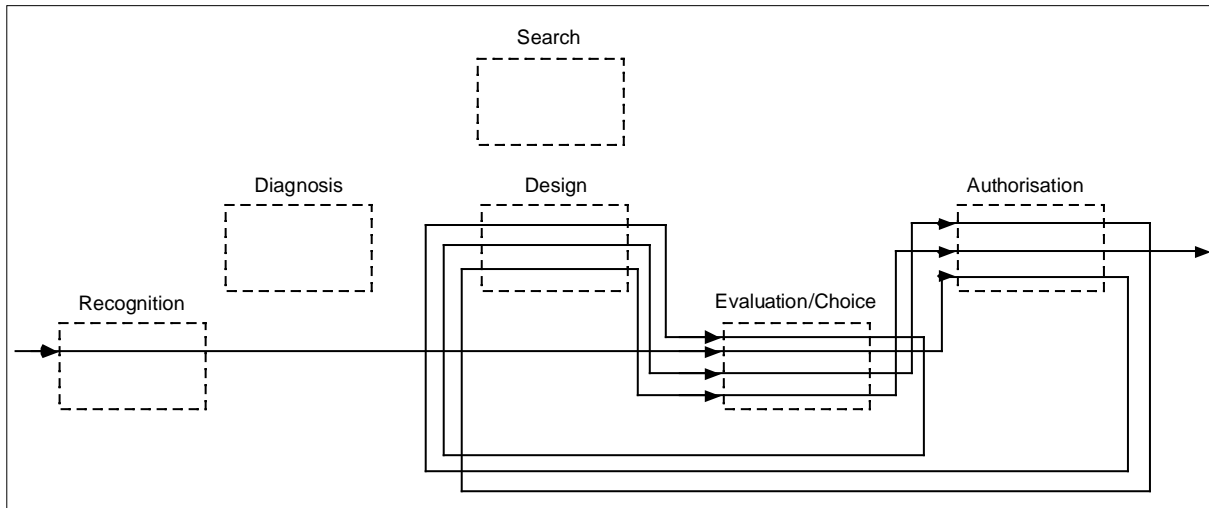 Search
Diagnosis
Design
Authorisation
Recognition
Evaluation/Choice